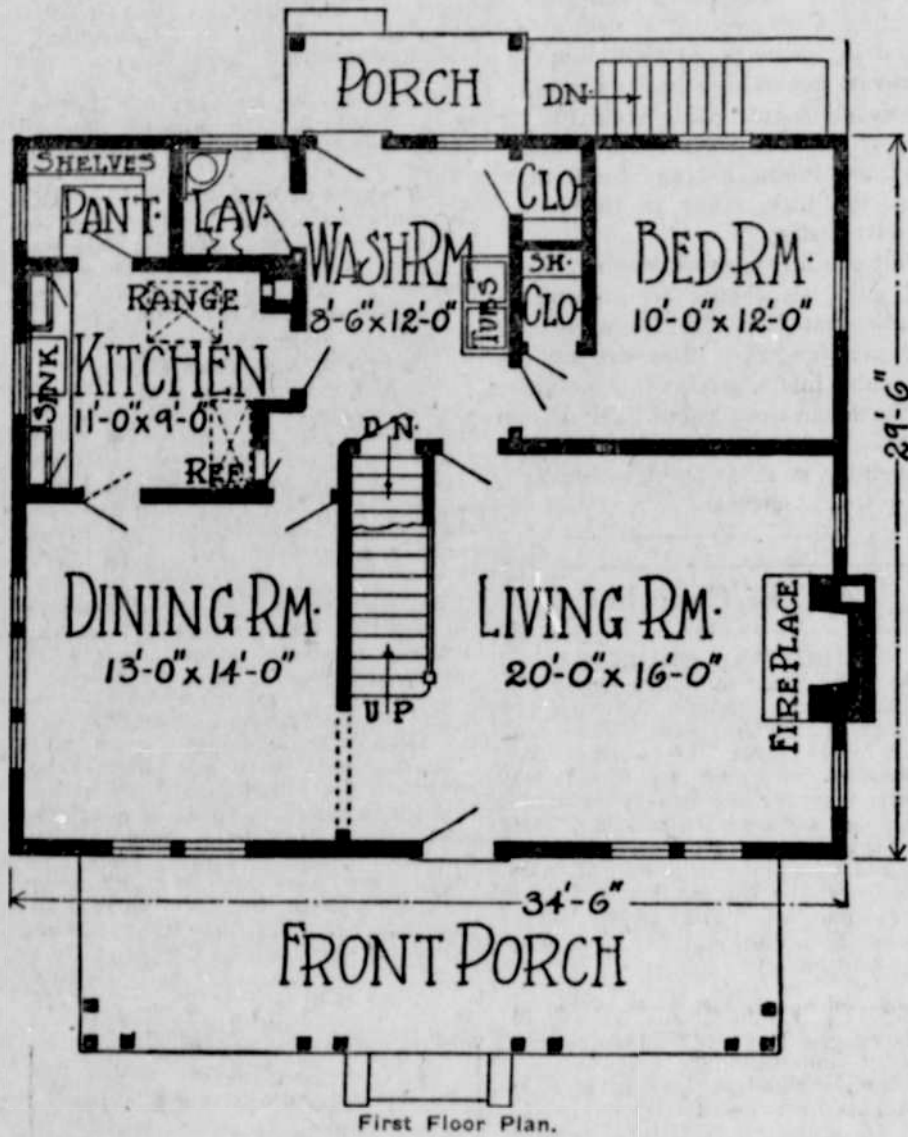 PORCH
DN.
SHELVES
PANT.
LAV.
CLO
WASH RM
8'-6" x 12'-0"
SH.
CLO
TUBS
BED RM.
10'-0" x 12'-0"
RANGE
KITCHEN
11'-0" x 9'-0"
SINK
REF.
DN.
29'-6"
DINING RM.
13'-0" x 14'-0"
LIVING RM.
20'-0" x 16'-0"
FIREPLACE
UP
34'-6"
FRONT PORCH
First Floor Plan.